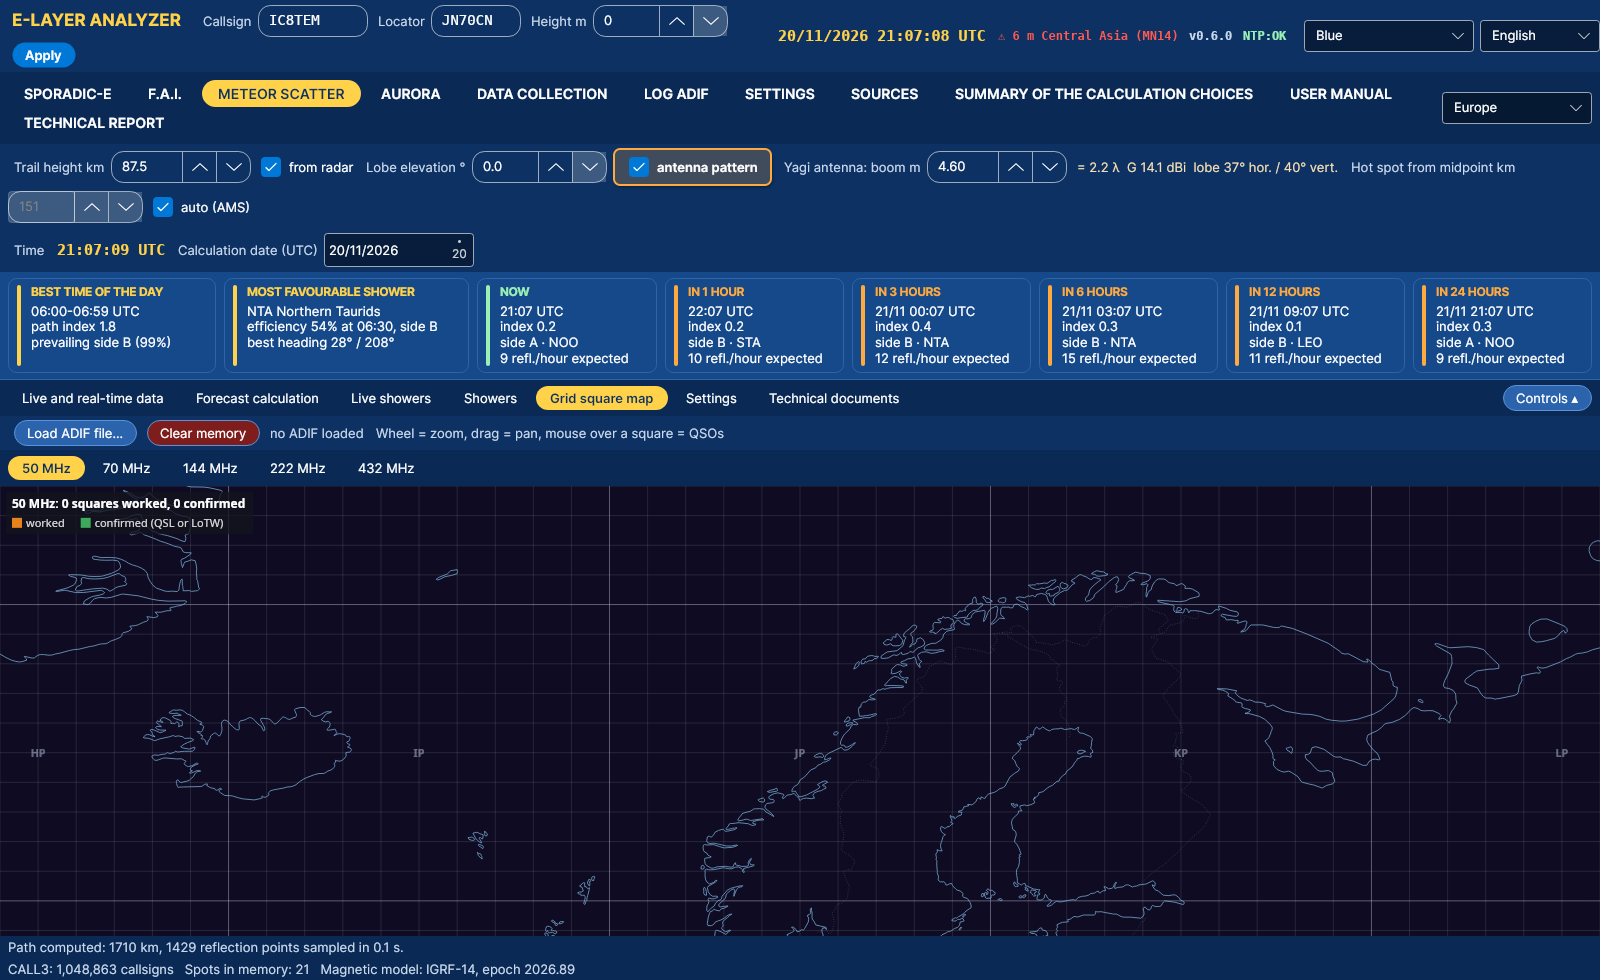 E-LAYER ANALYZER Callsign IC8TEM Locator JN70CN Height m 0
20/11/2026 21:07:08 UTC ⚠ 6 m Central Asia (MN14) v0.6.0 NTP:OK Blue English
Apply
SPORADIC-E F.A.I. METEOR SCATTER AURORA DATA COLLECTION LOG ADIF SETTINGS SOURCES SUMMARY OF THE CALCULATION CHOICES USER MANUAL
TECHNICAL REPORT
Europe
Trail height km 87.5 from radar Lobe elevation ° 0.0 antenna pattern Yagi antenna: boom m 4.60 = 2.2 λ G 14.1 dBi lobe 37° hor. / 40° vert. Hot spot from midpoint km
151 auto (AMS)
Time 21:07:09 UTC Calculation date (UTC) 20/11/2026 20
BEST TIME OF THE DAY
06:00-06:59 UTC
path index 1.8
prevailing side B (99%)
MOST FAVOURABLE SHOWER
NTA Northern Taurids
efficiency 54% at 06:30, side B
best heading 28° / 208°
NOW
21:07 UTC
index 0.2
side A · NOO
9 refl./hour expected
IN 1 HOUR
22:07 UTC
index 0.2
side B · STA
10 refl./hour expected
IN 3 HOURS
21/11 00:07 UTC
index 0.4
side B · NTA
12 refl./hour expected
IN 6 HOURS
21/11 03:07 UTC
index 0.3
side B · NTA
15 refl./hour expected
IN 12 HOURS
21/11 09:07 UTC
index 0.1
side B · LEO
11 refl./hour expected
IN 24 HOURS
21/11 21:07 UTC
index 0.3
side A · NOO
9 refl./hour expected
Live and real-time data Forecast calculation Live showers Showers Grid square map Settings Technical documents Controls ▴
Load ADIF file... Clear memory no ADIF loaded Wheel = zoom, drag = pan, mouse over a square = QSOs
50 MHz 70 MHz 144 MHz 222 MHz 432 MHz
50 MHz: 0 squares worked, 0 confirmed
worked confirmed (QSL or LoTW)
HP IP JP KP LP
Path computed: 1710 km, 1429 reflection points sampled in 0.1 s.
CALL3: 1,048,863 callsigns Spots in memory: 21 Magnetic model: IGRF-14, epoch 2026.89